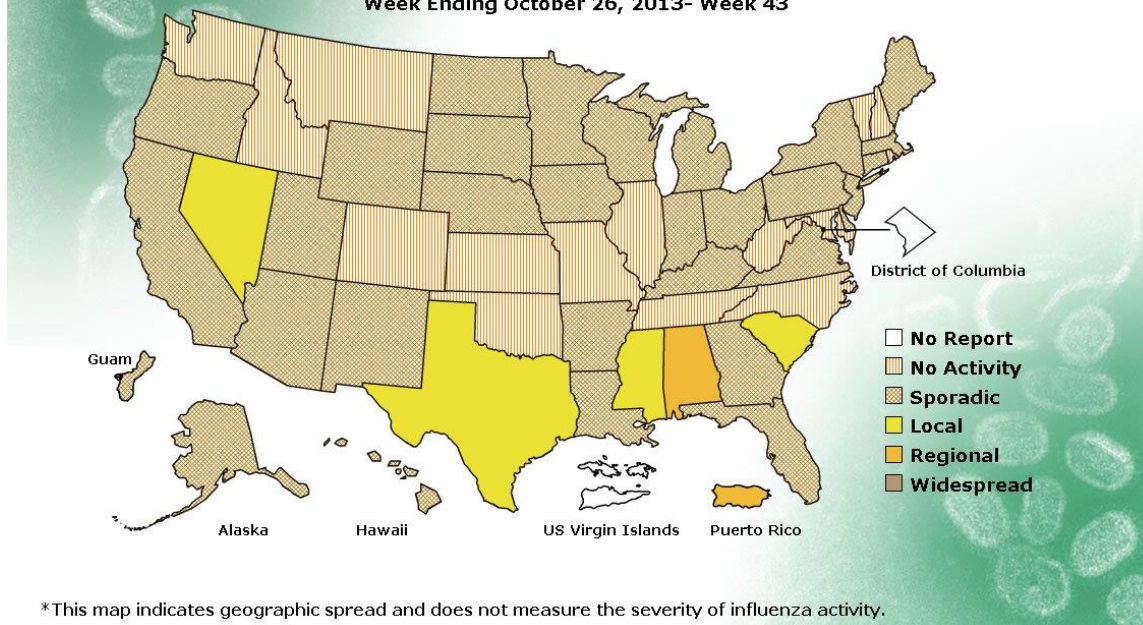 Week Ending October 26, 2013- Week 43
District of Columbia
Guam
No Report
No Activity
Sporadic
Local
Regional
Widespread
Alaska
Hawaii
US Virgin Islands
Puerto Rico
*This map indicates geographic spread and does not measure the severity of influenza activity.